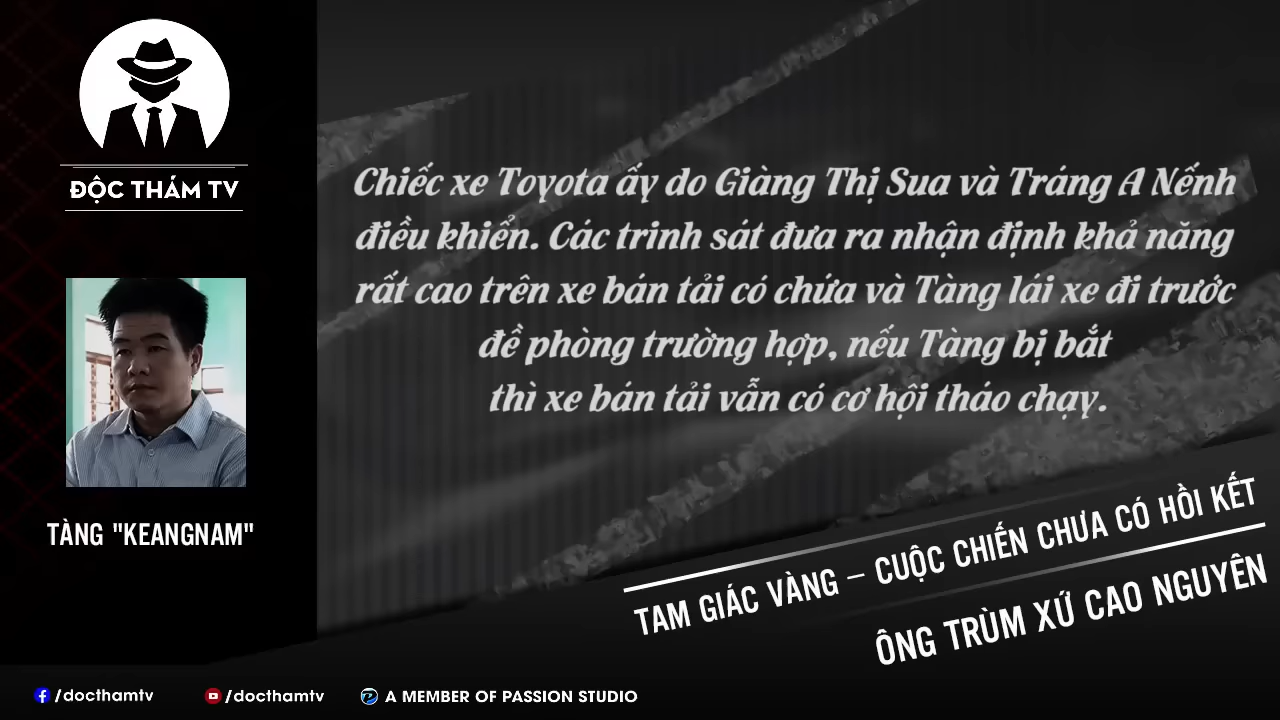 ĐỘC THÁM TV
TÀNG "KEANGNAM"
Chiếc xe Toyota ấy do Giàng Thị Sua và Tráng A Nếnh
điều khiển. Các trinh sát đưa ra nhận định khả năng
rất cao trên xe bán tải có chứa và Tàng lái xe đi trước
đề phòng trường hợp, nếu Tàng bị bắt
thì xe bán tải vẫn có cơ hội tháo chạy.
TAM GIÁC VÀNG – CUỘC CHIẾN CHƯA CÓ HỒI KẾT
ÔNG TRÙM XỨ CAO NGUYÊN
/docthamtv
/docthamtv
A MEMBER OF PASSION STUDIO